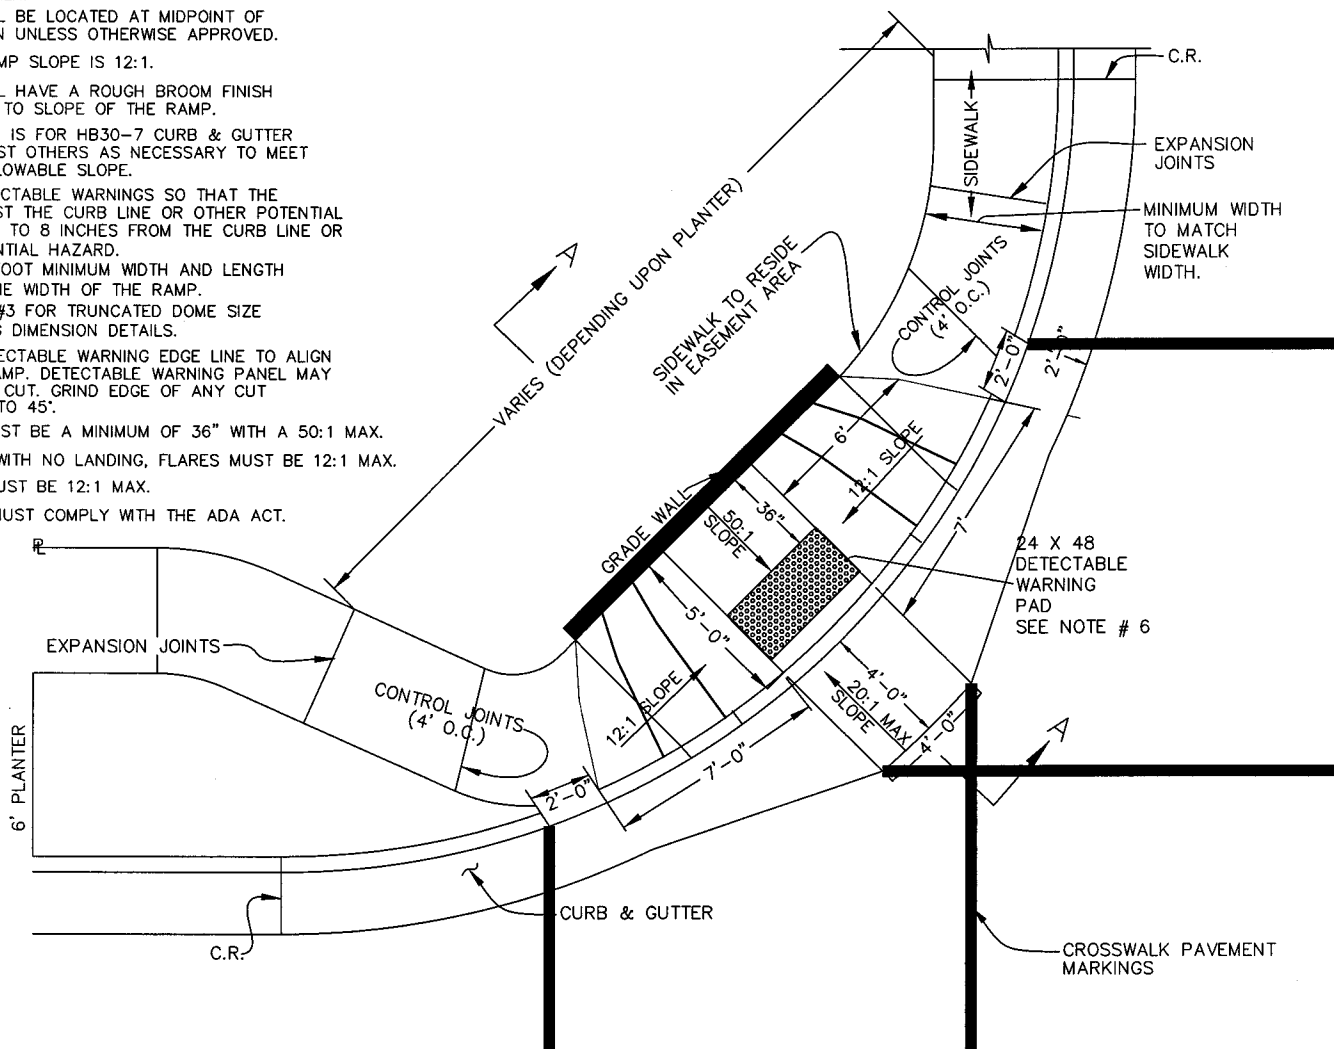 L BE LOCATED AT MIDPOINT OF
N UNLESS OTHERWISE APPROVED.
MP SLOPE IS 12:1.
L HAVE A ROUGH BROOM FINISH
TO SLOPE OF THE RAMP.
IS FOR HB30-7 CURB & GUTTER
ST OTHERS AS NECESSARY TO MEET
LOWABLE SLOPE.
ECTABLE WARNINGS SO THAT THE
ST THE CURB LINE OR OTHER POTENTIAL
TO 8 INCHES FROM THE CURB LINE OR
NTIAL HAZARD.
OOT MINIMUM WIDTH AND LENGTH
HE WIDTH OF THE RAMP.
#3 FOR TRUNCATED DOME SIZE
S DIMENSION DETAILS.
TECTABLE WARNING EDGE LINE TO ALIGN
AMP. DETECTABLE WARNING PANEL MAY
CUT. GRIND EDGE OF ANY CUT
TO 45°.
ST BE A MINIMUM OF 36" WITH A 50:1 MAX.
WITH NO LANDING, FLARES MUST BE 12:1 MAX.
UST BE 12:1 MAX.
MUST COMPLY WITH THE ADA ACT.
PL
EXPANSION JOINTS
6' PLANTER
C.R.
CURB & GUTTER
CONTROL JOINTS
(4' O.C.)
2'-0"
7'-0"
12:1 SLOPE
5'-0"
GRADE WALL
50:1
SLOPE
36"
6'
12:1 SLOPE
VARIES (DEPENDING UPON PLANTER)
A
SIDEWALK TO RESIDE
IN EASEMENT AREA
CONTROL JOINTS
(4' O.C.)
SIDEWALK
C.R.
EXPANSION
JOINTS
MINIMUM WIDTH
TO MATCH
SIDEWALK
WIDTH.
2'-0"
2'-0"
7'
24 X 48
DETECTABLE
WARNING
PAD
SEE NOTE # 6
4'-0"
20:1 MAX
SLOPE
4'-0"
A
CROSSWALK PAVEMENT
MARKINGS